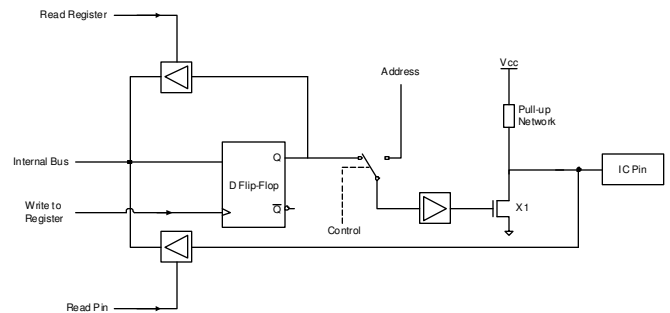 Read Register
Address
Vcc
Pull-up
Network
Internal Bus
Q
D Flip-Flop
IC Pin
Write to
Register
Q
X1
Control
Read Pin